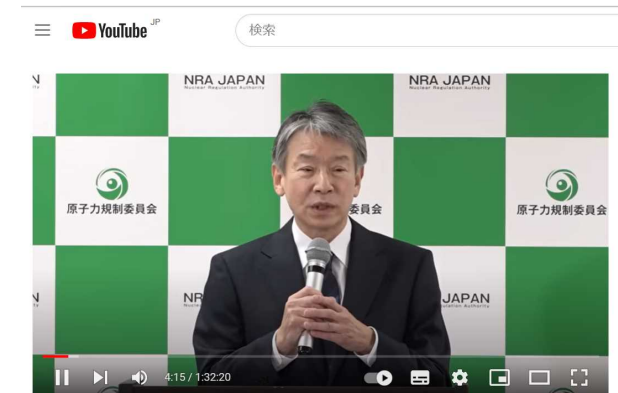 YouTube JP
検索
N
NRA JAPAN
Nuclear Regulation Authority
NRA JAPAN
Nuclear Regulation Authority
原子力規制委員会
委員会
原子力規制委員会
N
NR
JAPAN
4:15 / 1:32:20